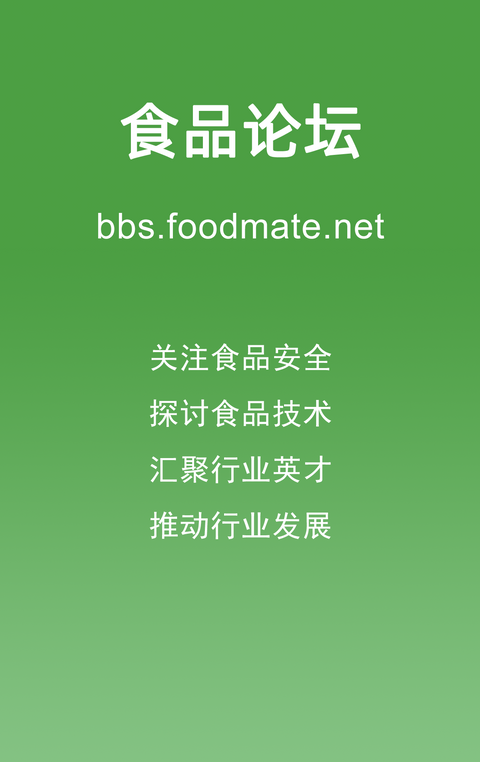 食品论坛
bbs.foodmate.net
关注食品安全
探讨食品技术
汇聚行业英才
推动行业发展